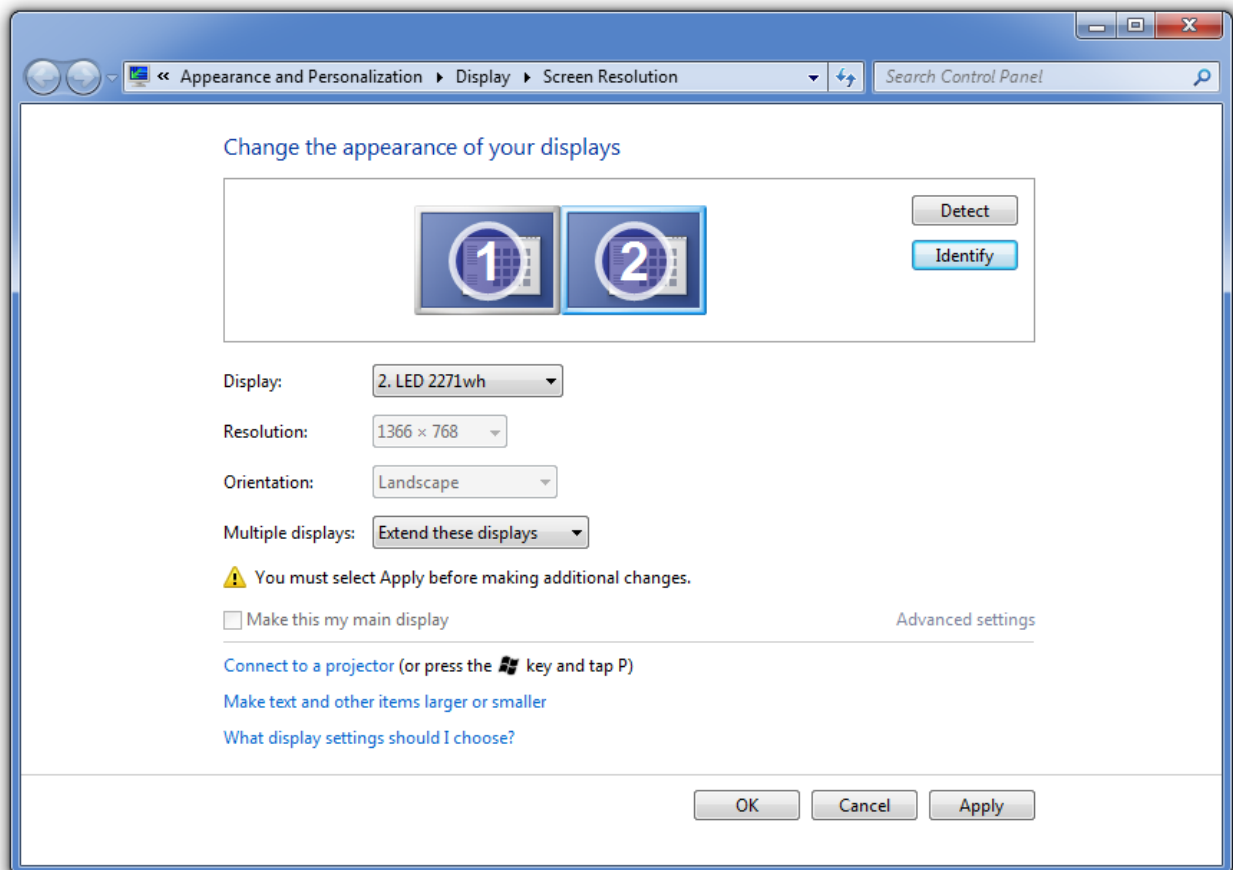 « Appearance and Personalization Display Screen Resolution Search Control Panel
Change the appearance of your displays
1 2
Detect
Identify
Display: 2. LED 2271wh
Resolution: 1366 × 768
Orientation: Landscape
Multiple displays: Extend these displays
You must select Apply before making additional changes.
Make this my main display Advanced settings
Connect to a projector (or press the key and tap P)
Make text and other items larger or smaller
What display settings should I choose?
OK Cancel Apply